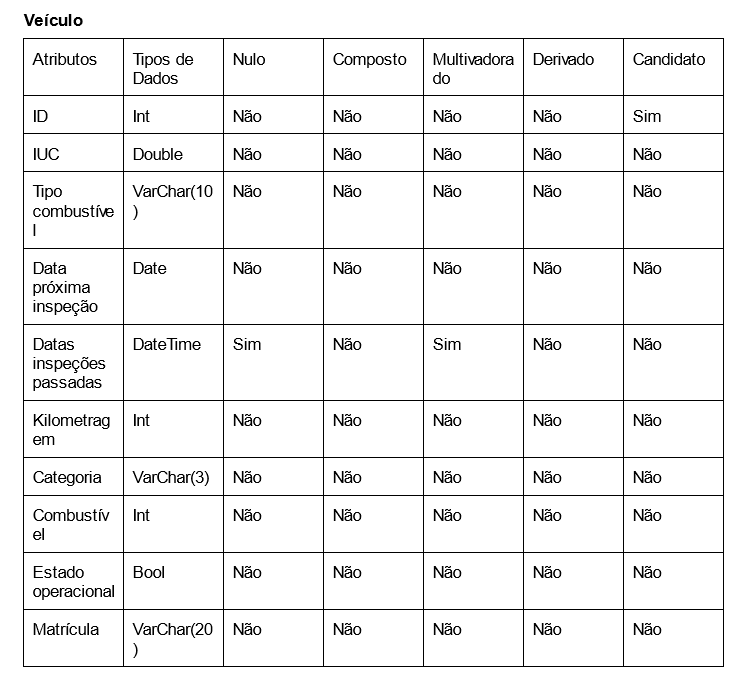 Veículo
Atributos Tipos de Dados Nulo Composto Multivadora do Derivado Candidato
ID Int Não Não Não Não Sim
IUC Double Não Não Não Não Não
Tipo combustíve l VarChar(10 ) Não Não Não Não Não
Data próxima inspeção Date Não Não Não Não Não
Datas inspeções passadas DateTime Sim Não Sim Não Não
Kilometrag em Int Não Não Não Não Não
Categoria VarChar(3) Não Não Não Não Não
Combustív el Int Não Não Não Não Não
Estado operacional Bool Não Não Não Não Não
Matrícula VarChar(20 ) Não Não Não Não Não